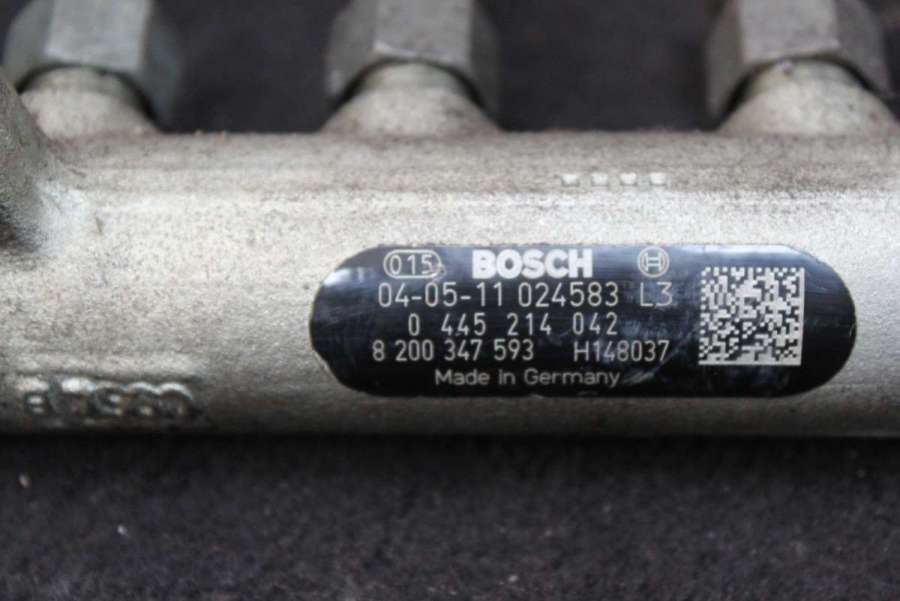 015 BOSCH
04-05-11 024583 L3
0 445 214 042
8 200 347 593 H148037
Made in Germany